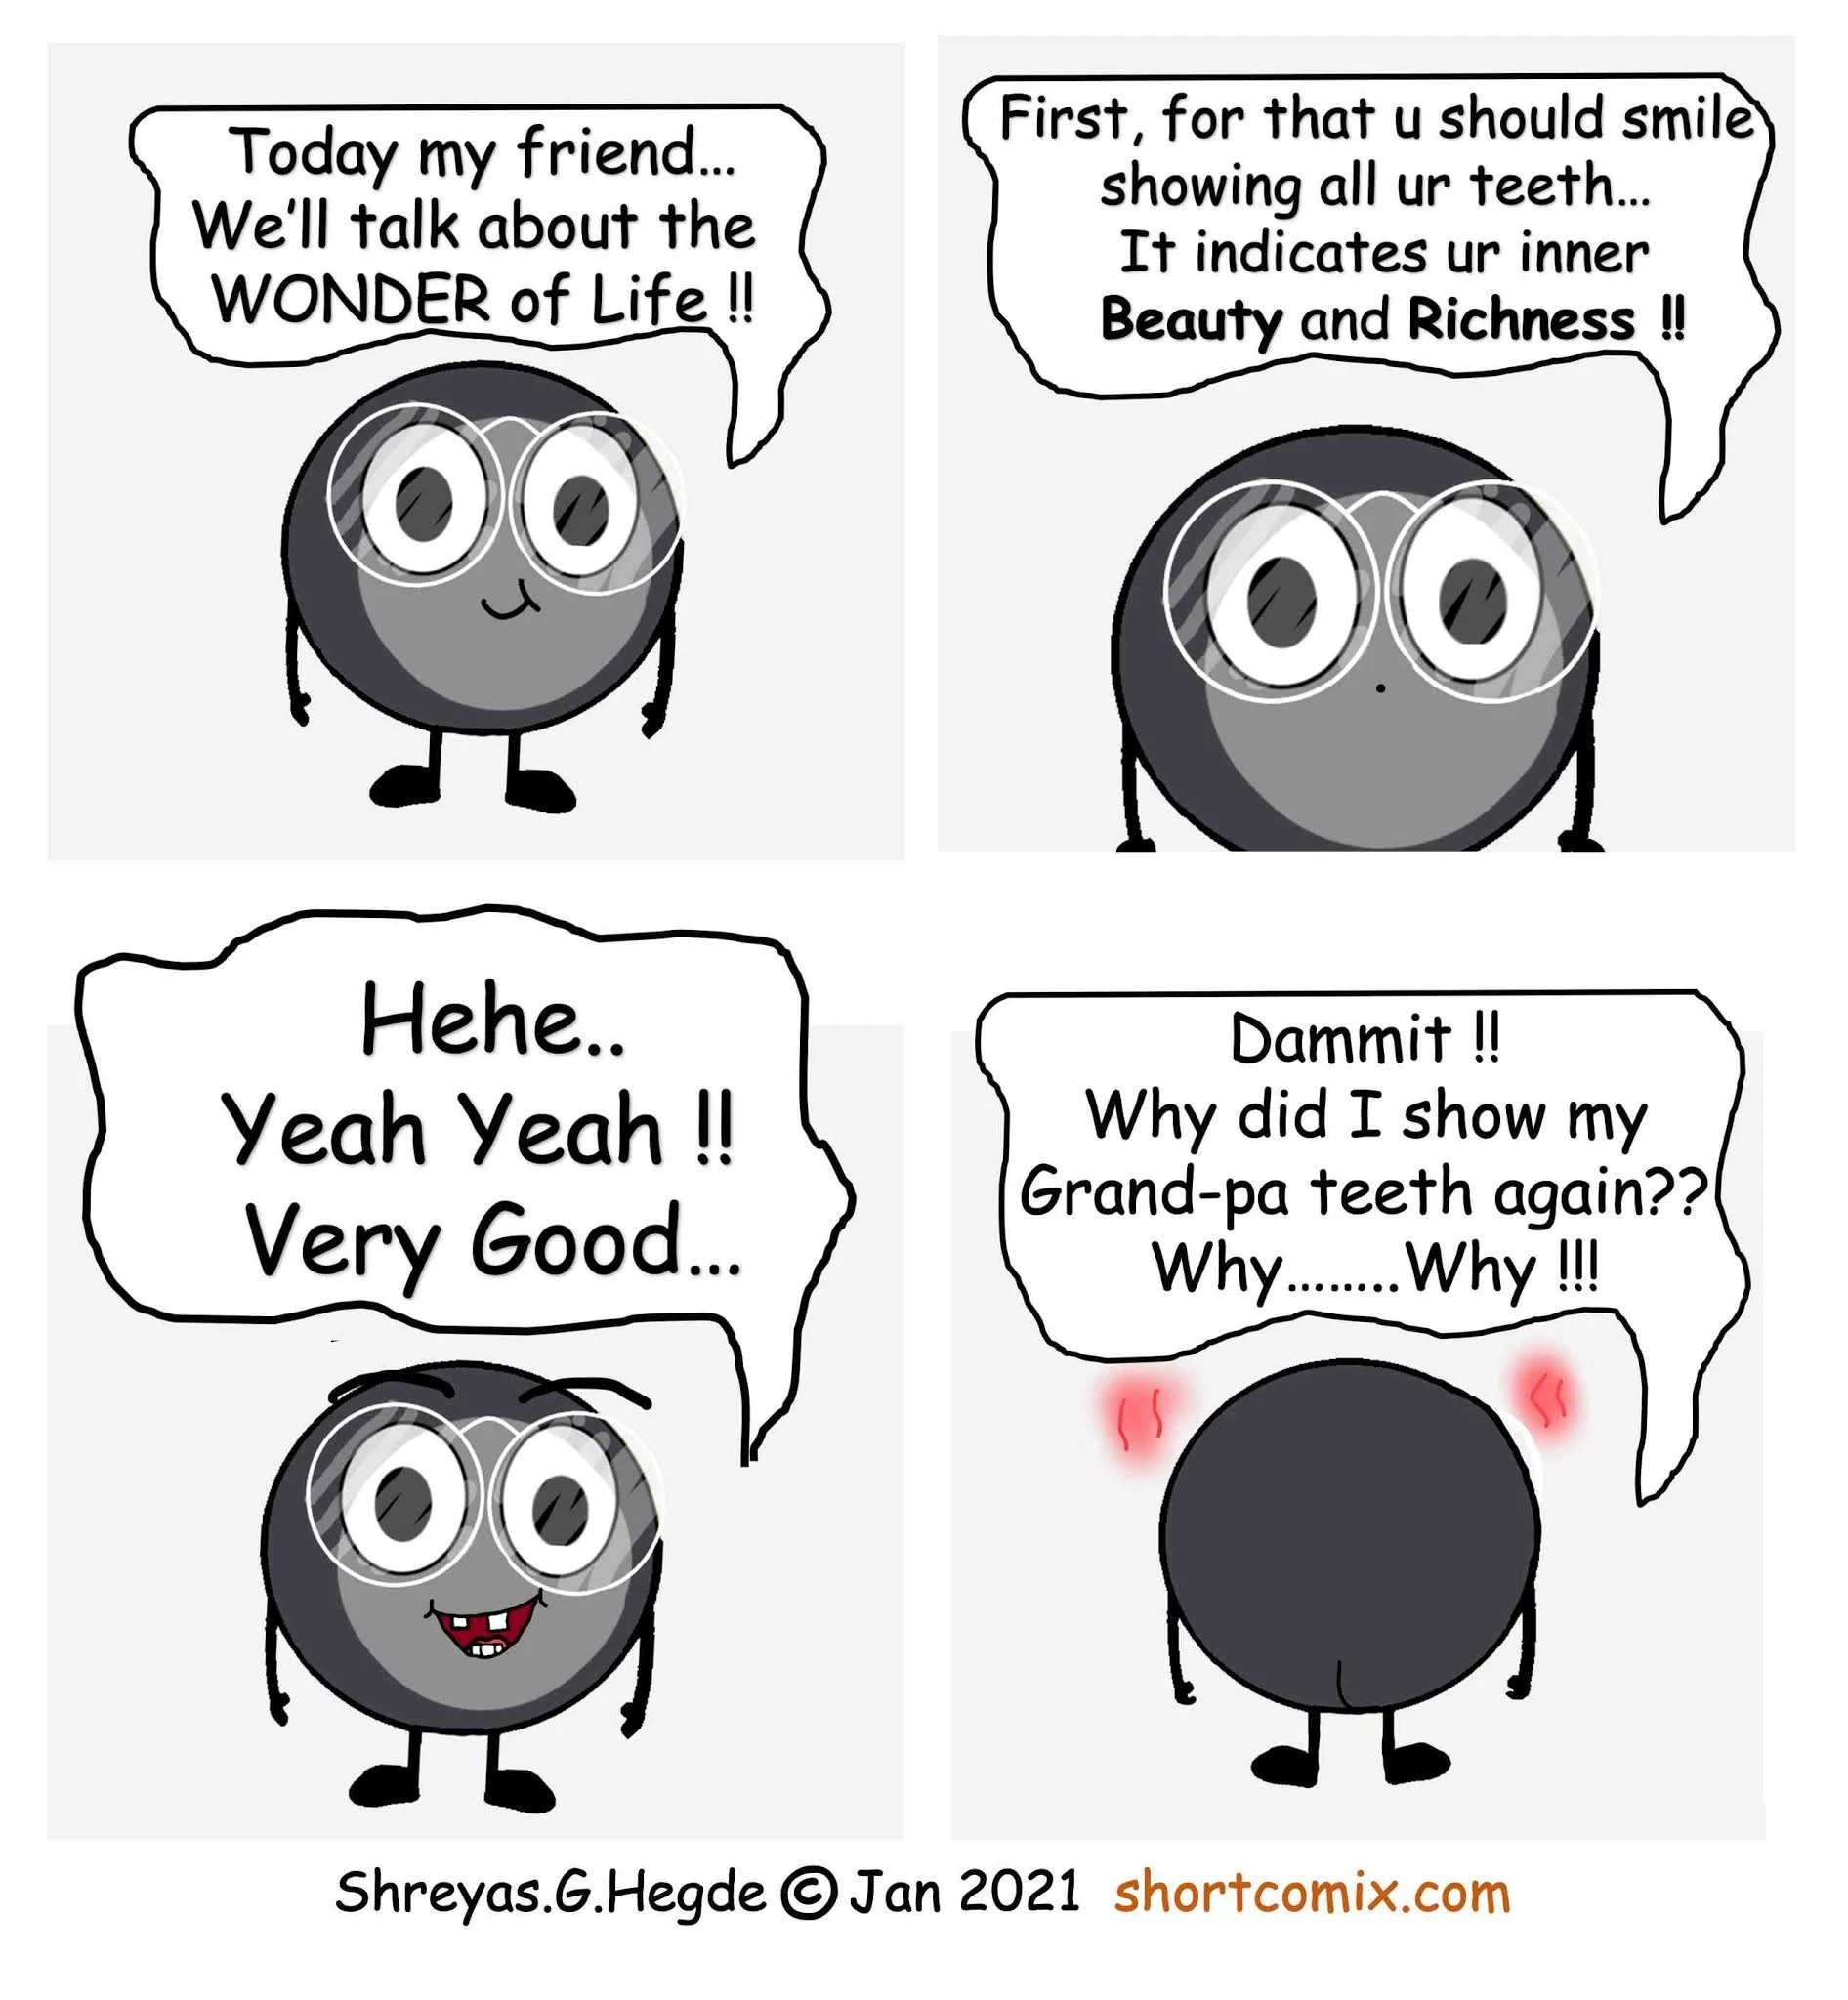 Today my friend...
We'll talk about the
WONDER of Life !!
First, for that u should smile
showing all ur teeth...
It indicates ur inner
Beauty and Richness !!
Hehe..
Yeah Yeah !!
Very Good...
Dammit !!
Why did I show my
Grand-pa teeth again??
Why........Why !!!
Shreyas.G.Hegde © Jan 2021 shortcomix.com